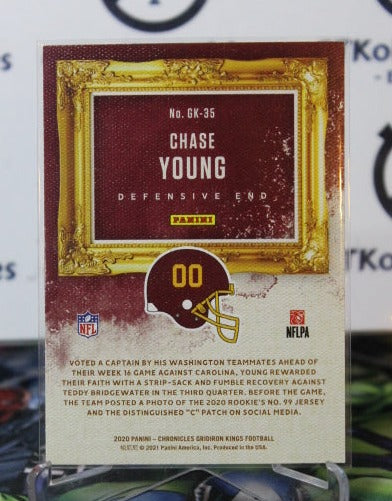 No. GK-35
CHASE
YOUNG
DEFENSIVE END
PANINI
00
NFL
NFLPA
VOTED A CAPTAIN BY HIS WASHINGTON TEAMMATES AHEAD OF
THEIR WEEK 16 GAME AGAINST CAROLINA, YOUNG REWARDED
THEIR FAITH WITH A STRIP-SACK AND FUMBLE RECOVERY AGAINST
TEDDY BRIDGEWATER IN THE THIRD QUARTER. BEFORE THE GAME,
THE TEAM POSTED A PHOTO OF THE 2020 ROOKIE'S NO. 99 JERSEY
AND THE DISTINGUISHED "C" PATCH ON SOCIAL MEDIA.
2020 PANINI – CHRONICLES GRIDIRON KINGS FOOTBALL
© 2021 Panini America, Inc. Produced in the USA.